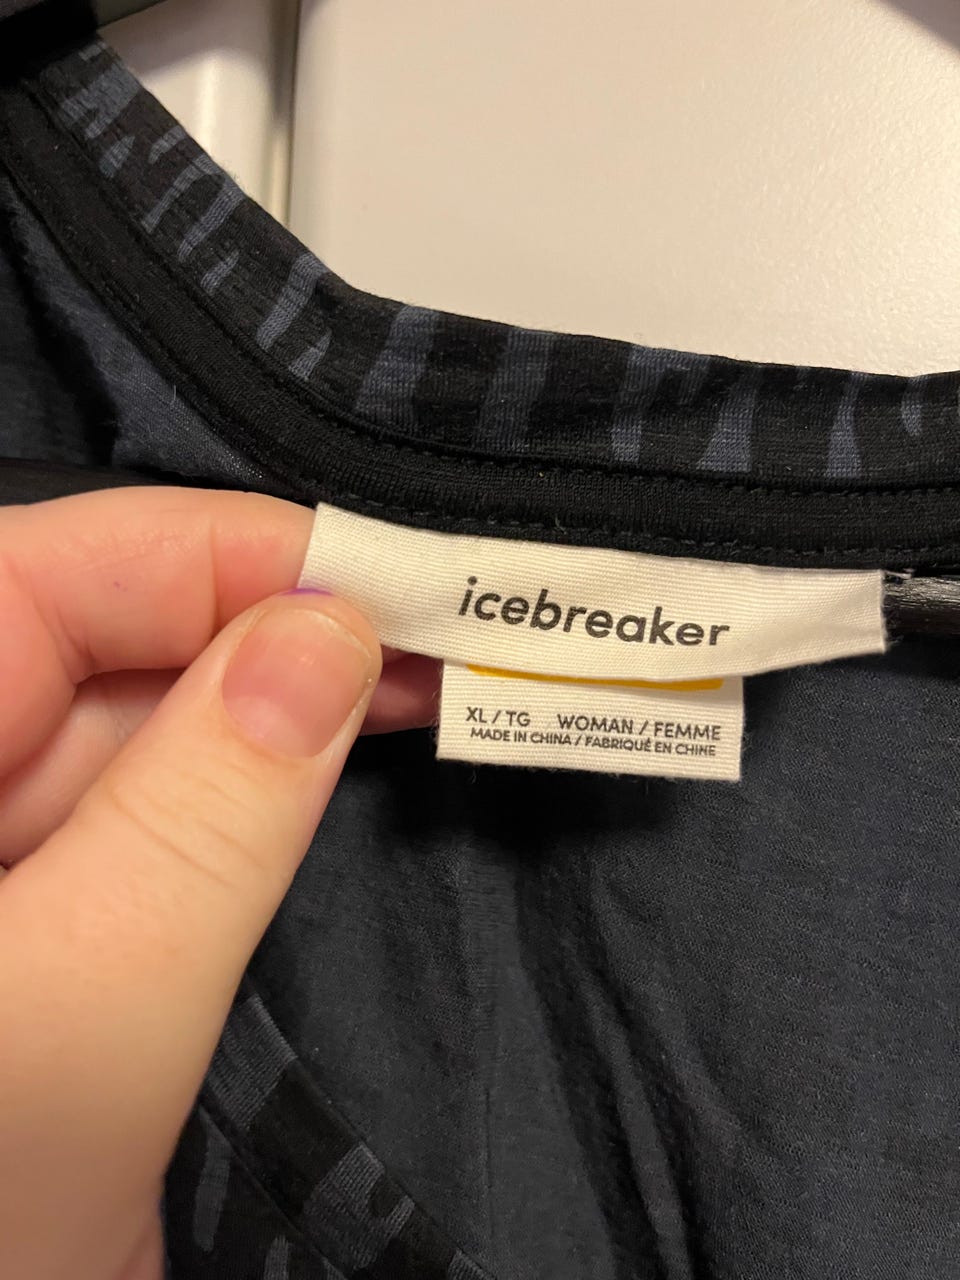 icebreaker
XL / TG WOMAN / FEMME
MADE IN CHINA / FABRIQUÉ EN CHINE